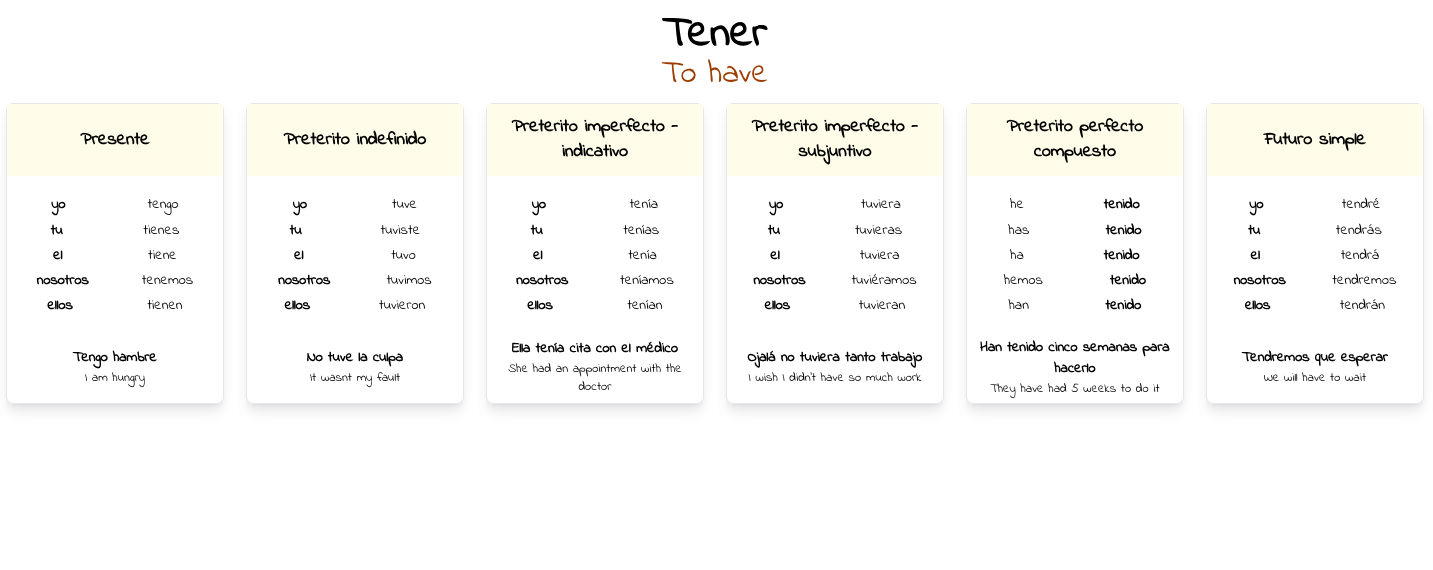 Tener
To have
Presente
yo tengo
tu tienes
el tiene
nosotros tenemos
ellos tienen
Tengo hambre
I am hungry
Preterito indefinido
yo tuve
tu tuviste
el tuvo
nosotros tuvimos
ellos tuvieron
No tuve la culpa
It wasnt my fault
Preterito imperfecto -
indicativo
yo tenía
tu tenías
el tenía
nosotros teníamos
ellos tenían
Ella tenía cita con el médico
She had an appointment with the
doctor
Preterito imperfecto -
subjuntivo
yo tuviera
tu tuvieras
el tuviera
nosotros tuviéramos
ellos tuvieran
Ojalá no tuviera tanto trabajo
I wish I didn't have so much work
Preterito perfecto
compuesto
he tenido
has tenido
ha tenido
hemos tenido
han tenido
Han tenido cinco semanas para
hacerlo
They have had 5 weeks to do it
Futuro simple
yo tendré
tu tendrás
el tendrá
nosotros tendremos
ellos tendrán
Tendremos que esperar
We will have to wait